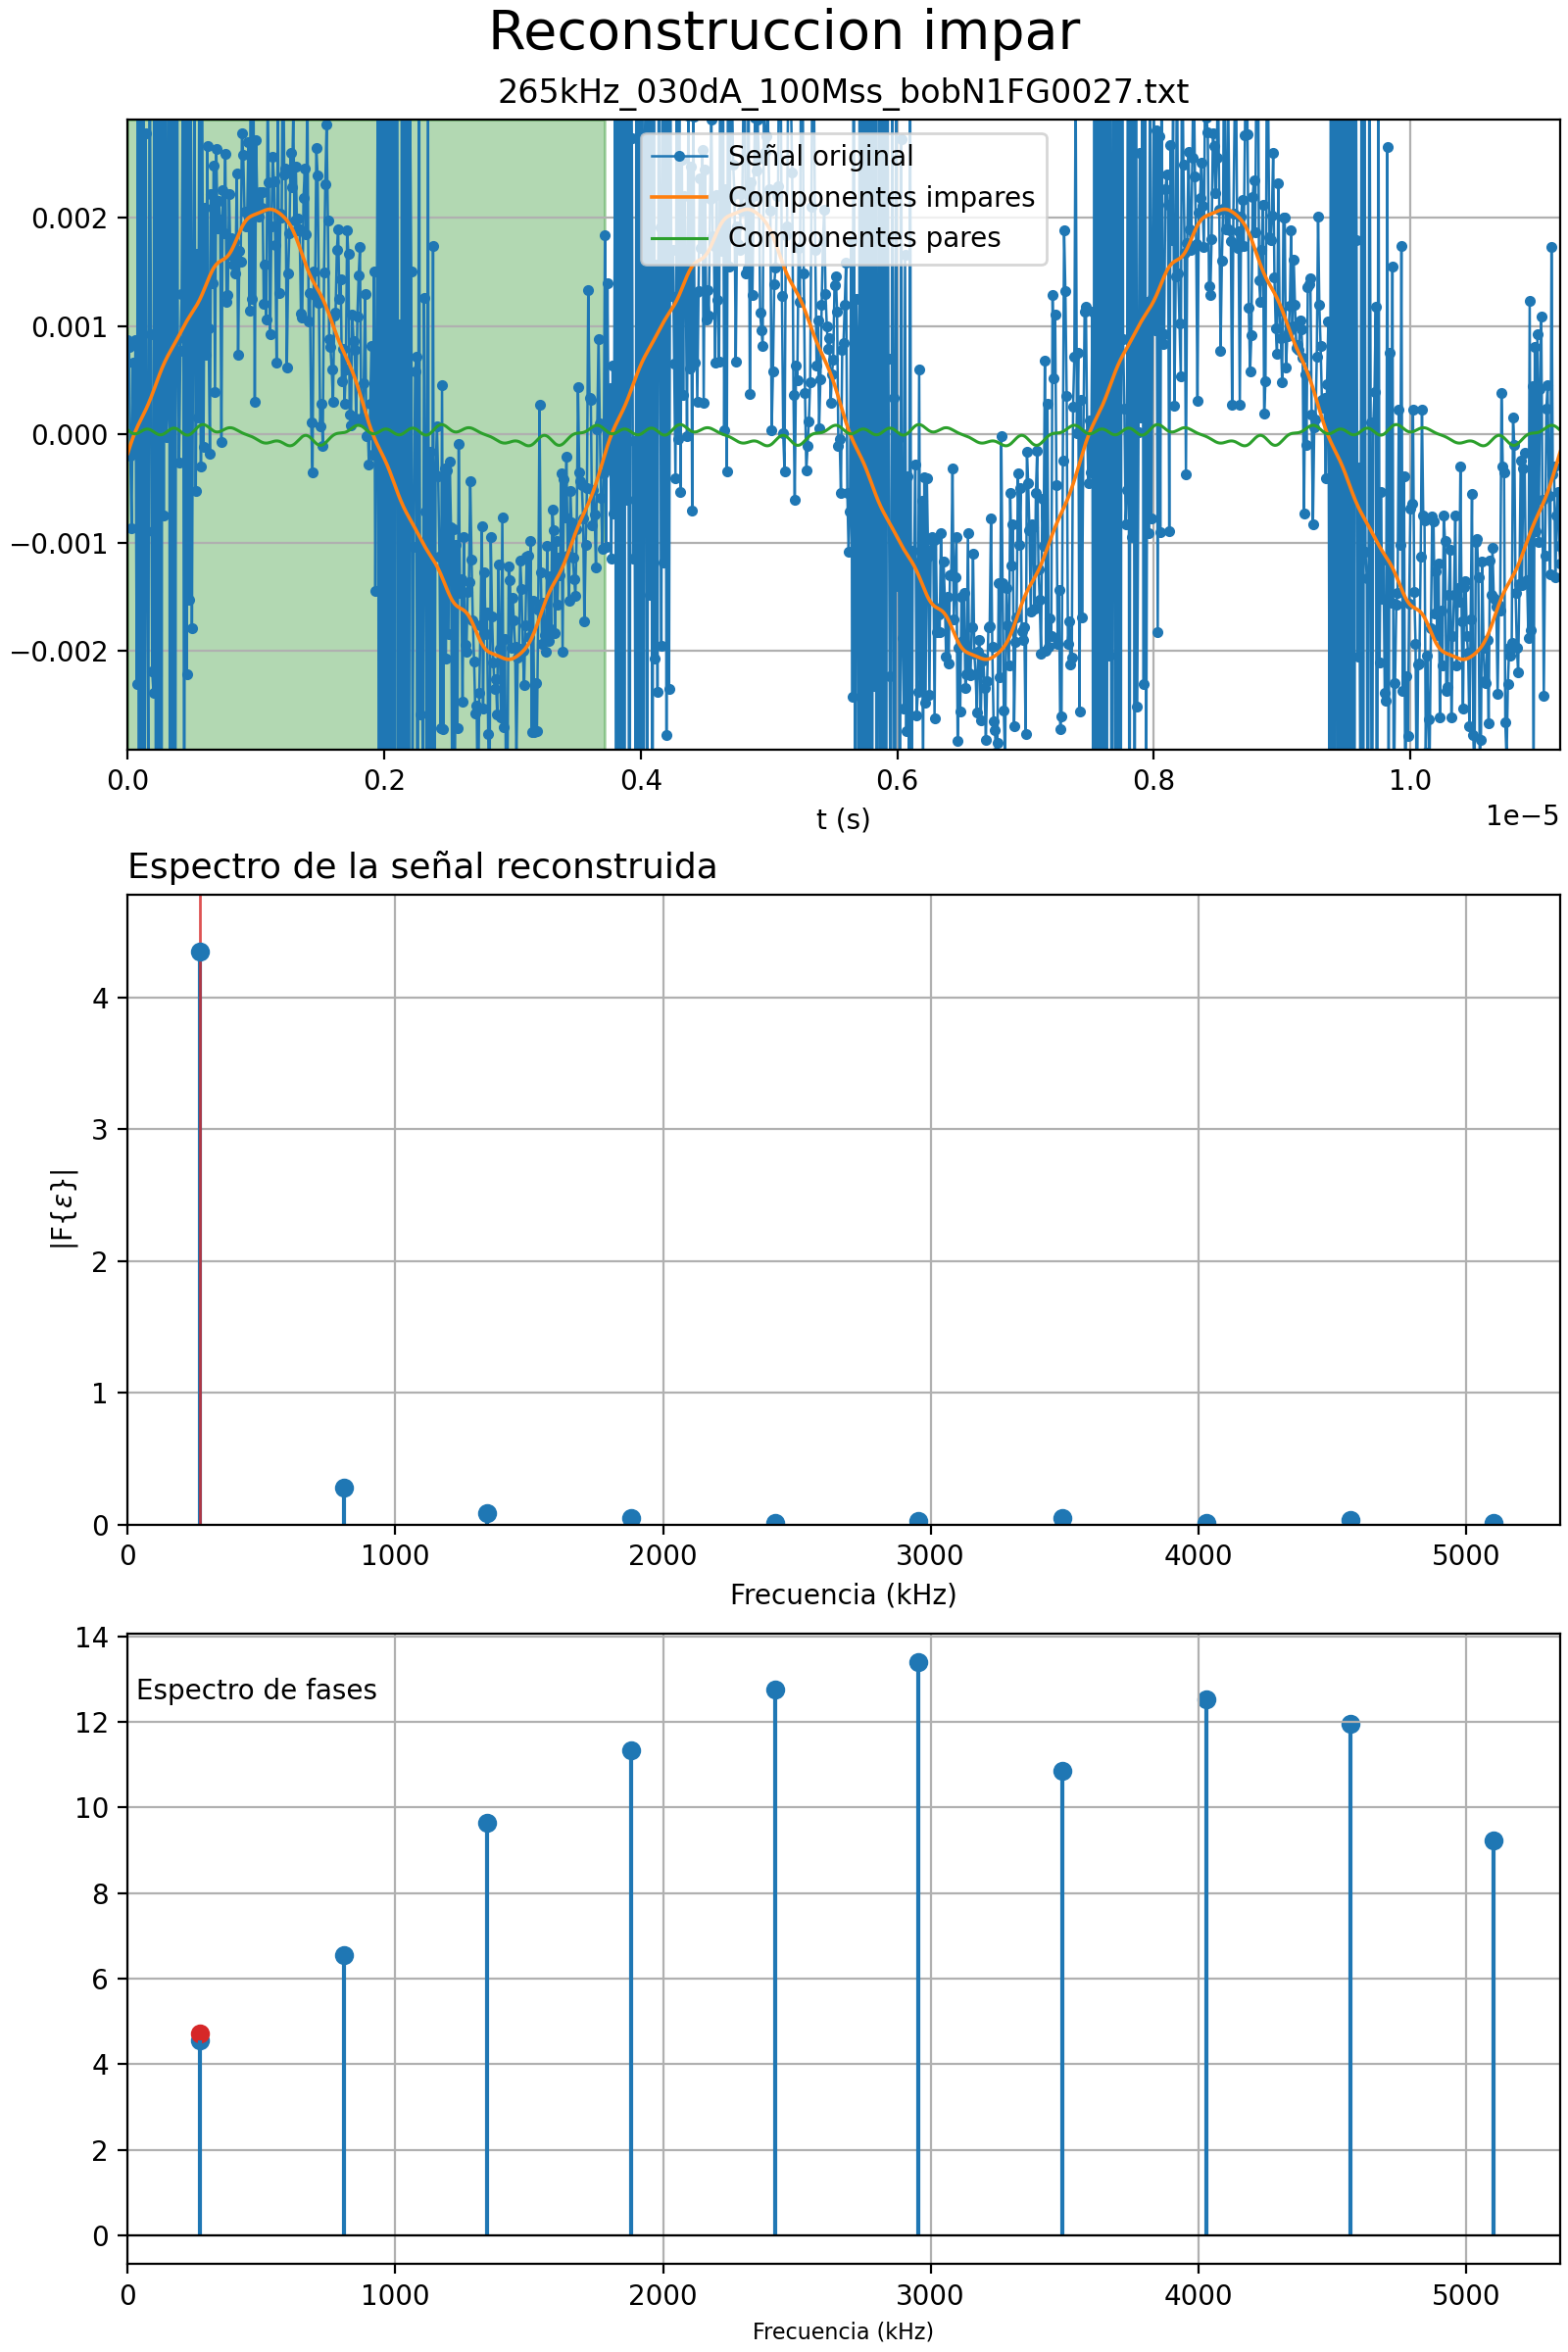 Reconstruccion impar
265kHz_030dA_100Mss_bobN1FG0027.txt
Señal original
Componentes impares
Componentes pares
0.002
0.001
0.000
−0.001
−0.002
0.0 0.2 0.4 0.6 0.8 1.0
1e−5
t (s)
Espectro de la señal reconstruida
4
3
2
1
0
|F{ε}|
0 1000 2000 3000 4000 5000
Frecuencia (kHz)
14
Espectro de fases
12
10
8
6
4
2
0
0 1000 2000 3000 4000 5000
Frecuencia (kHz)